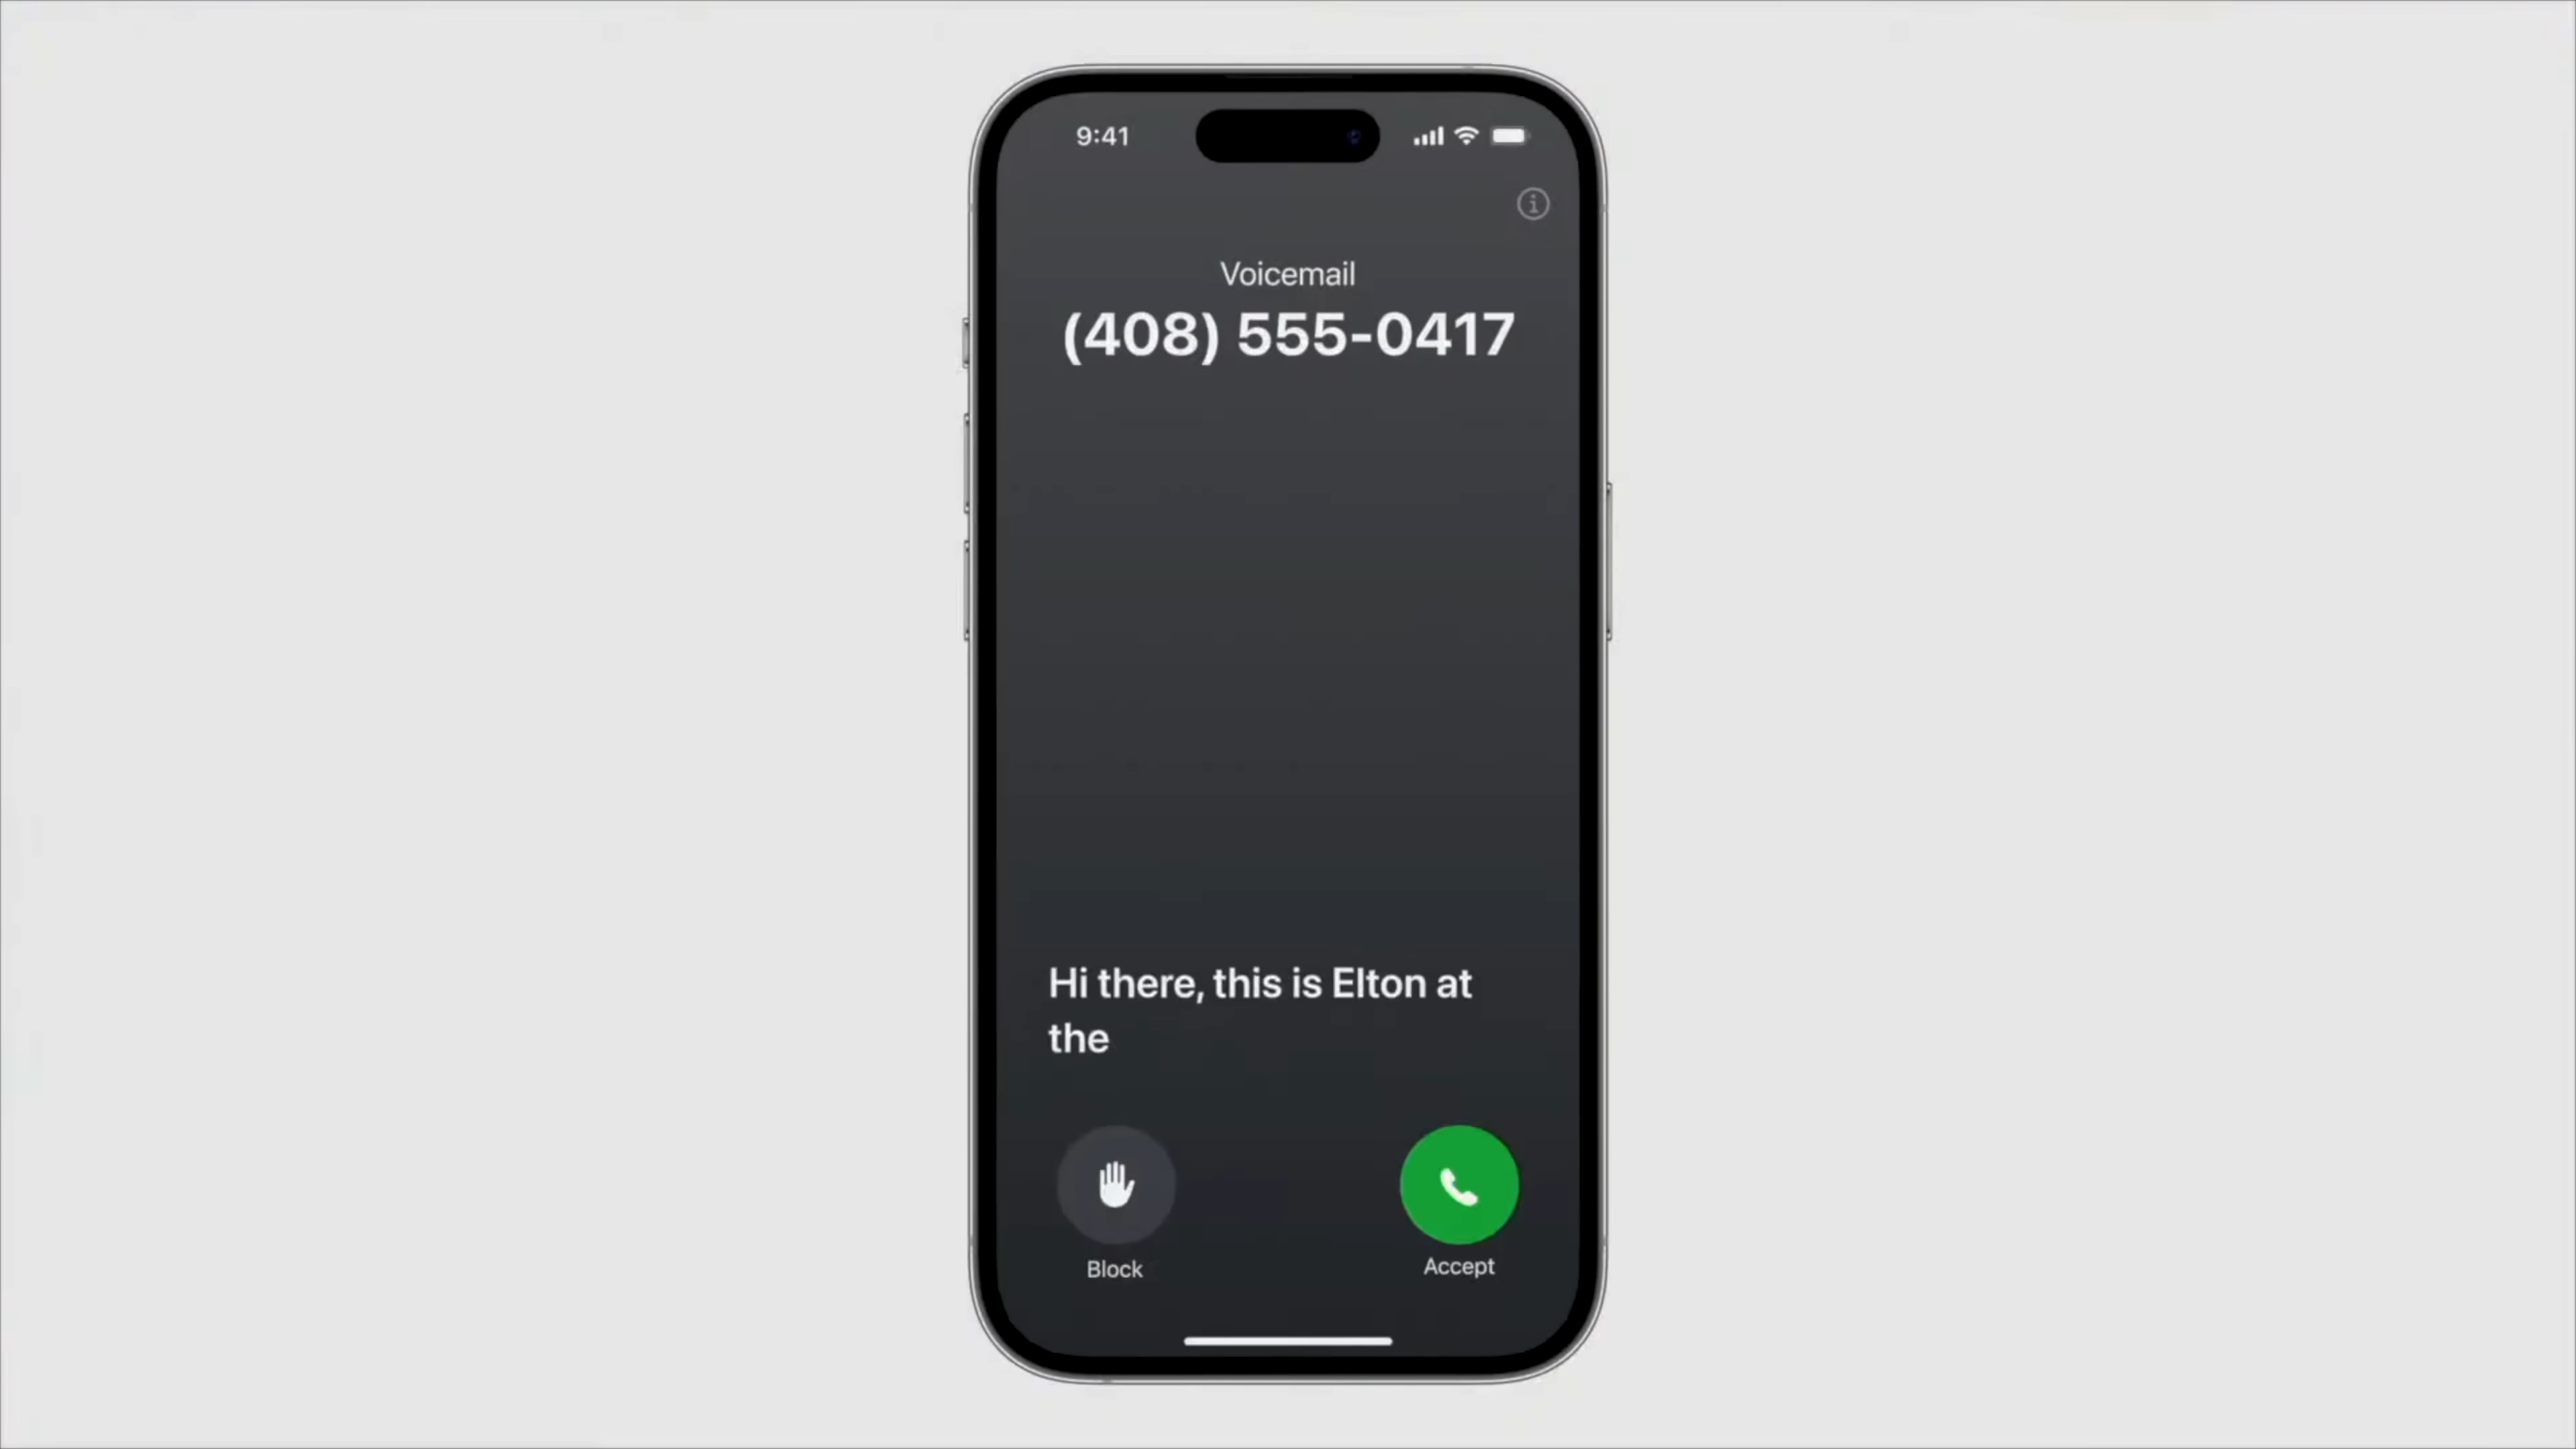 9:41
Voicemail
(408) 555-0417
Hi there, this is Elton at
the
Block
Accept